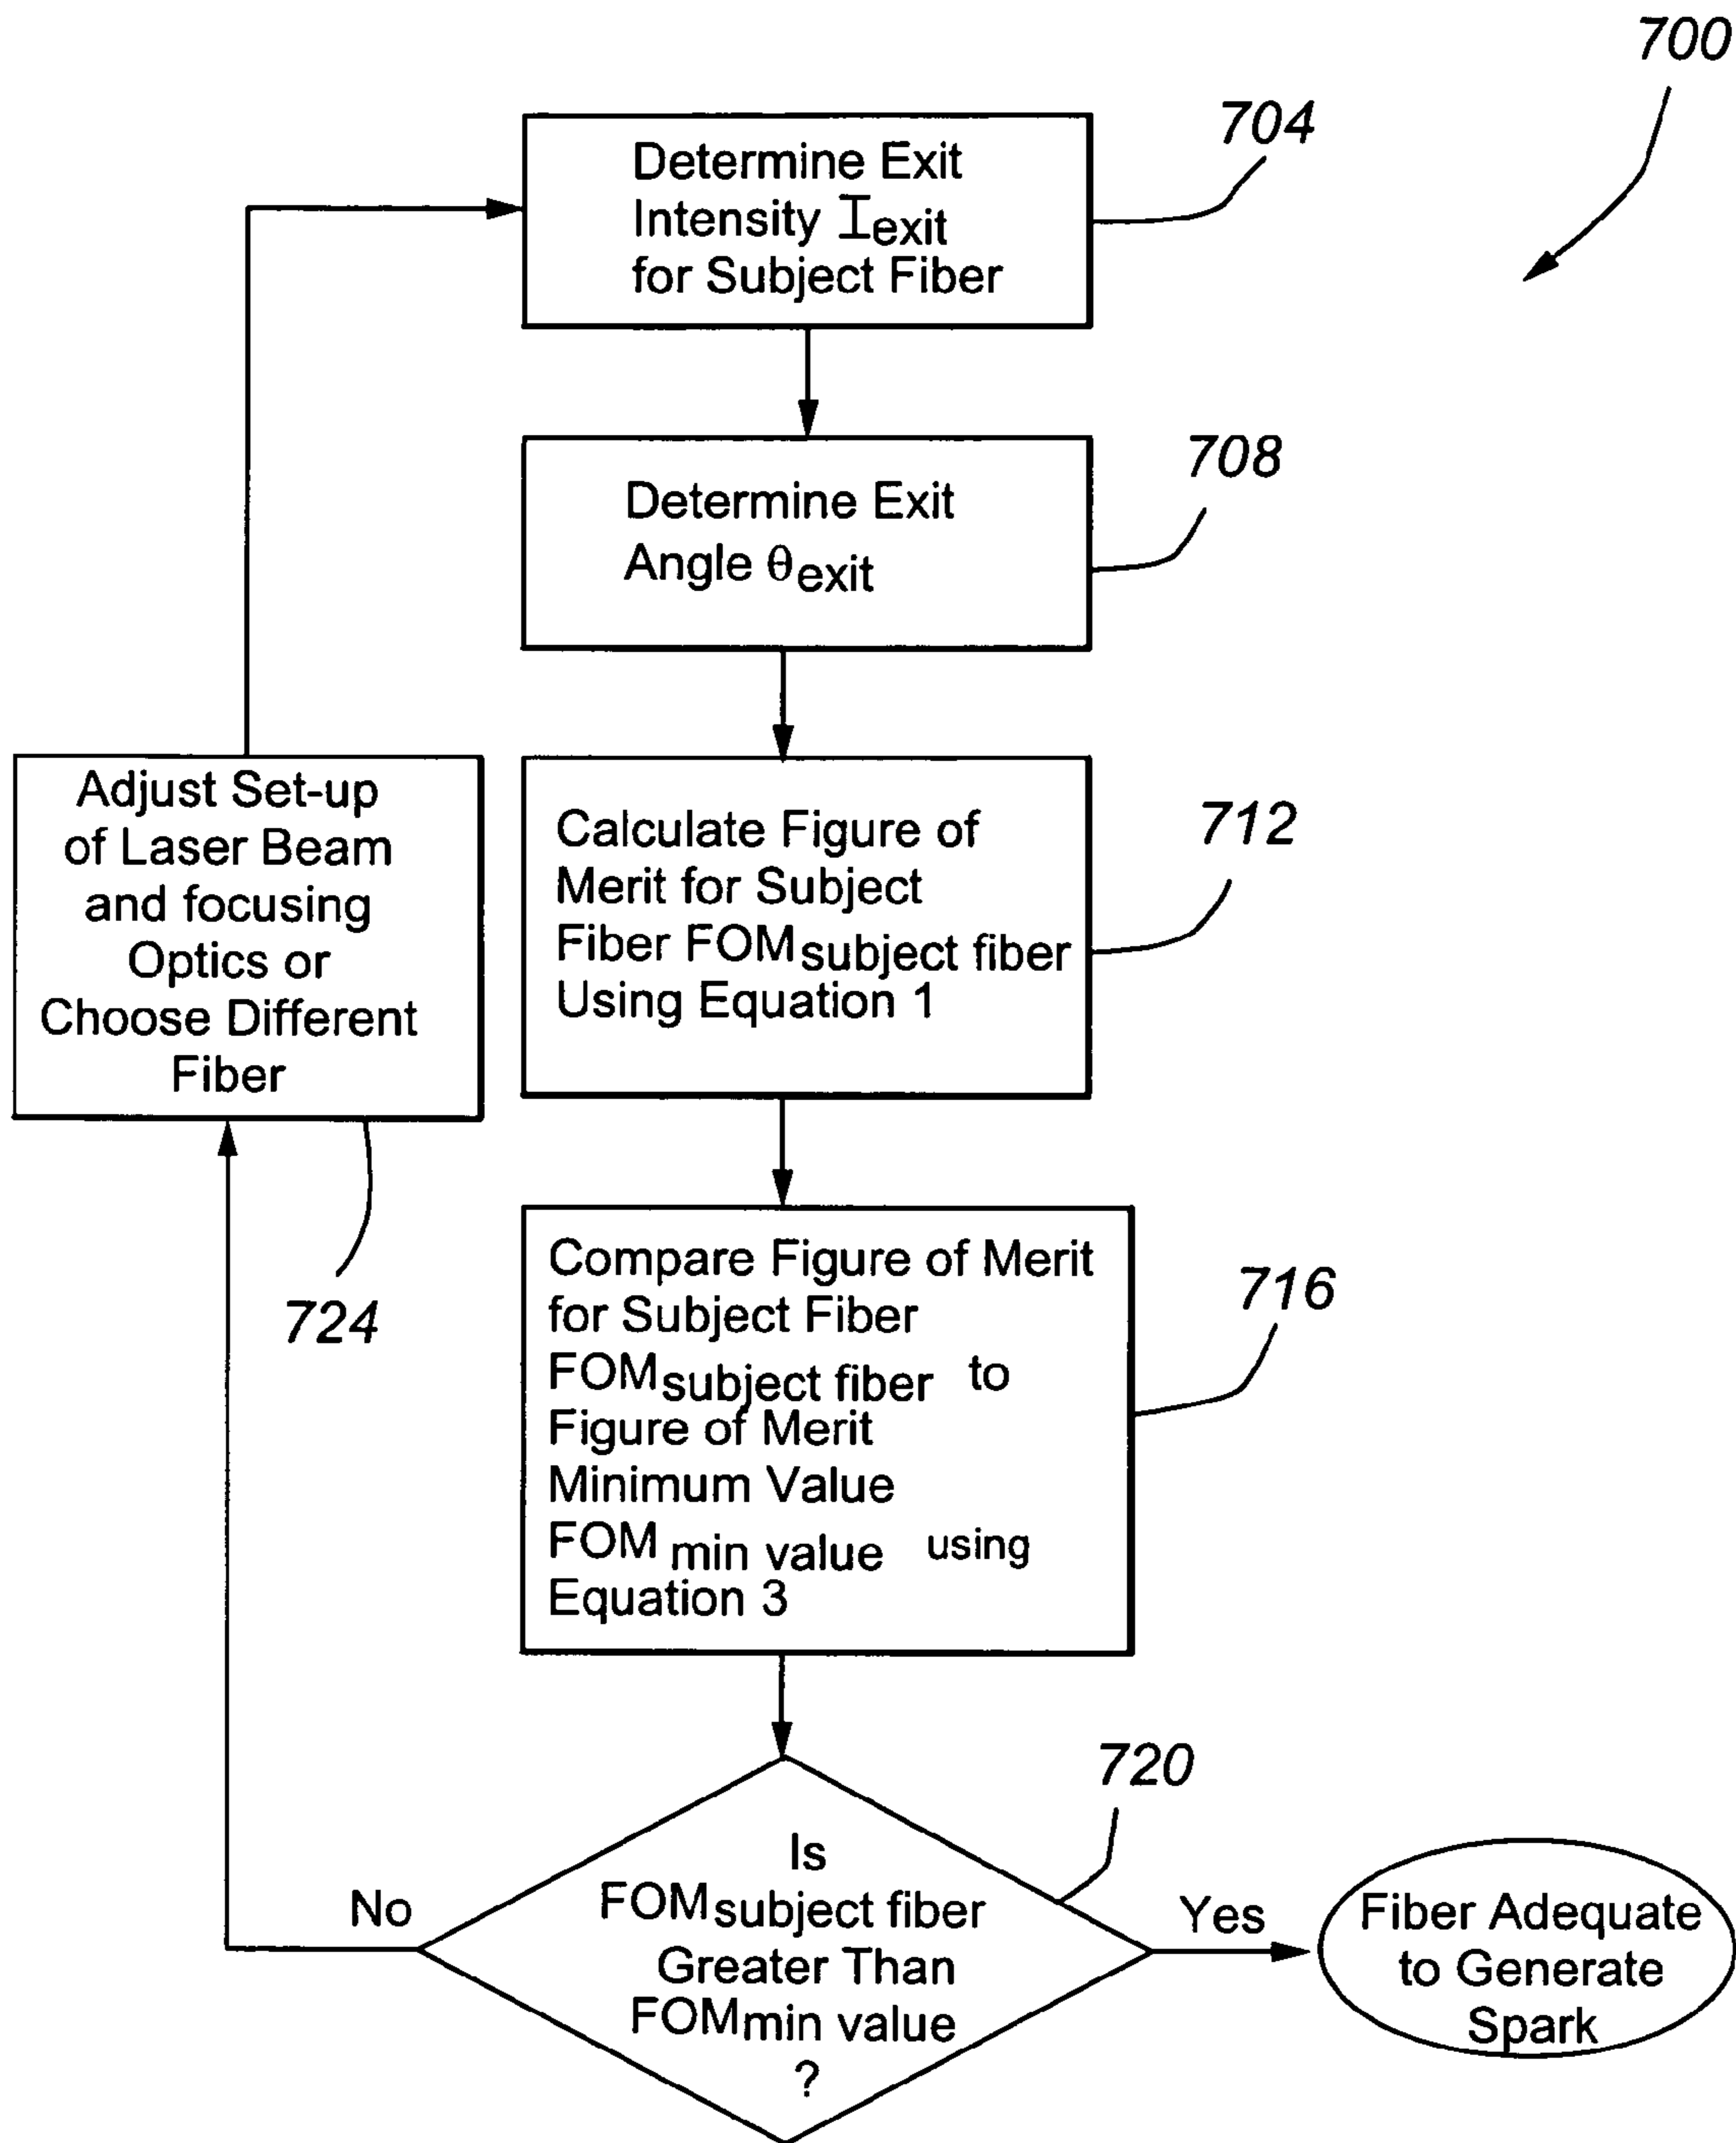 700
704
Determine Exit
Intensity Iexit
for Subject Fiber
708
Determine Exit
Angle θexit
712
Calculate Figure of
Merit for Subject
Fiber FOMsubject fiber
Using Equation 1
Adjust Set-up
of Laser Beam
and focusing
Optics or
Choose Different
Fiber
724
716
Compare Figure of Merit
for Subject Fiber
FOMsubject fiber to
Figure of Merit
Minimum Value
FOM min value using
Equation 3
720
Is
FOMsubject fiber
Greater Than
FOMmin value
?
No
Yes
Fiber Adequate
to Generate
Spark